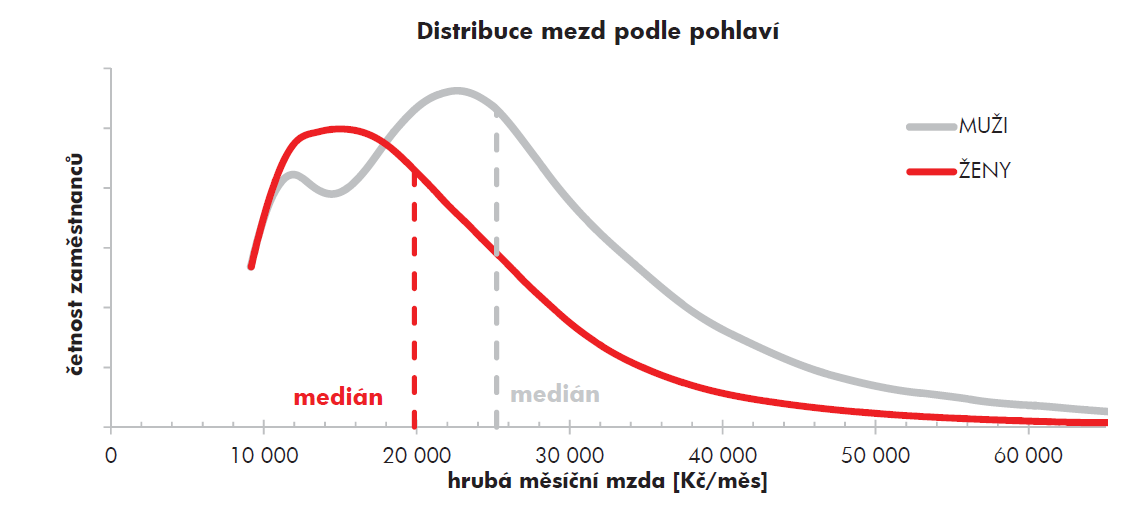 Distribuce mezd podle pohlaví
četnost zaměstnanců
MUŽI
ŽENY
medián
medián
0
10 000
20 000
30 000
40 000
50 000
60 000
hrubá měsíční mzda [Kč/měs]